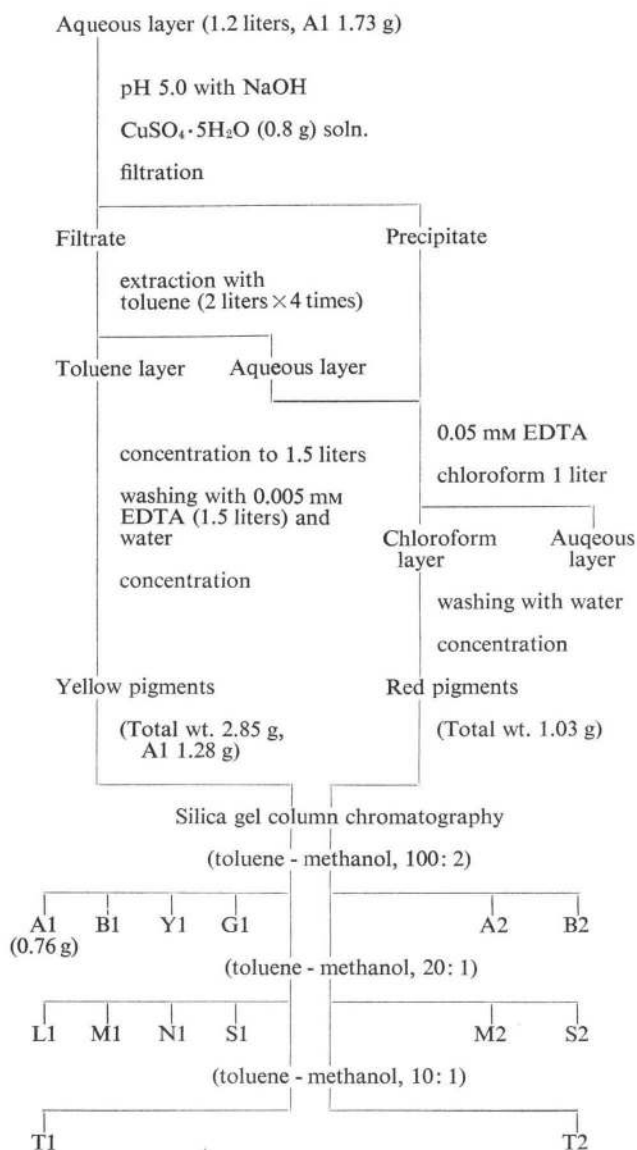 Aqueous layer (1.2 liters, A1 1.73 g)
pH 5.0 with NaOH
CuSO₄·5H₂O (0.8 g) soln.
filtration
Filtrate Precipitate
extraction with
toluene (2 liters × 4 times)
Toluene layer Aqueous layer
0.05 mM EDTA
chloroform 1 liter
concentration to 1.5 liters
washing with 0.005 mM
EDTA (1.5 liters) and
water
concentration
Chloroform
layer
Auqeous
layer
washing with water
concentration
Yellow pigments Red pigments
(Total wt. 2.85 g,
A1 1.28 g)
(Total wt. 1.03 g)
Silica gel column chromatography
(toluene - methanol, 100: 2)
A1 B1 Y1 G1 A2 B2
(0.76 g)
(toluene - methanol, 20: 1)
L1 M1 N1 S1 M2 S2
(toluene - methanol, 10: 1)
T1 T2